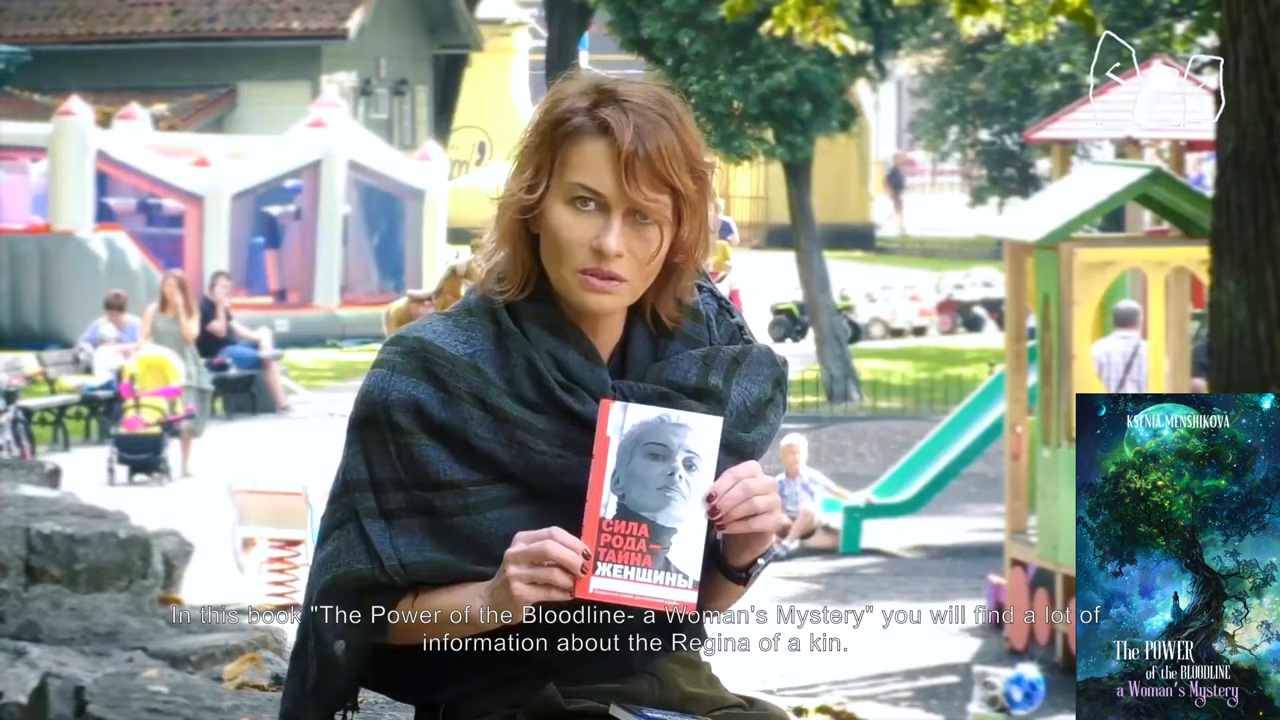 KSENIA MENSHIKOVA
СИЛА
РОДА –
ТАЙНА
ЖЕНЩИНЫ
In this book "The Power of the Bloodline- a Woman's Mystery" you will find a lot of
information about the Regina of a kin.
The POWER
of the BLOODLINE
a Woman's Mystery